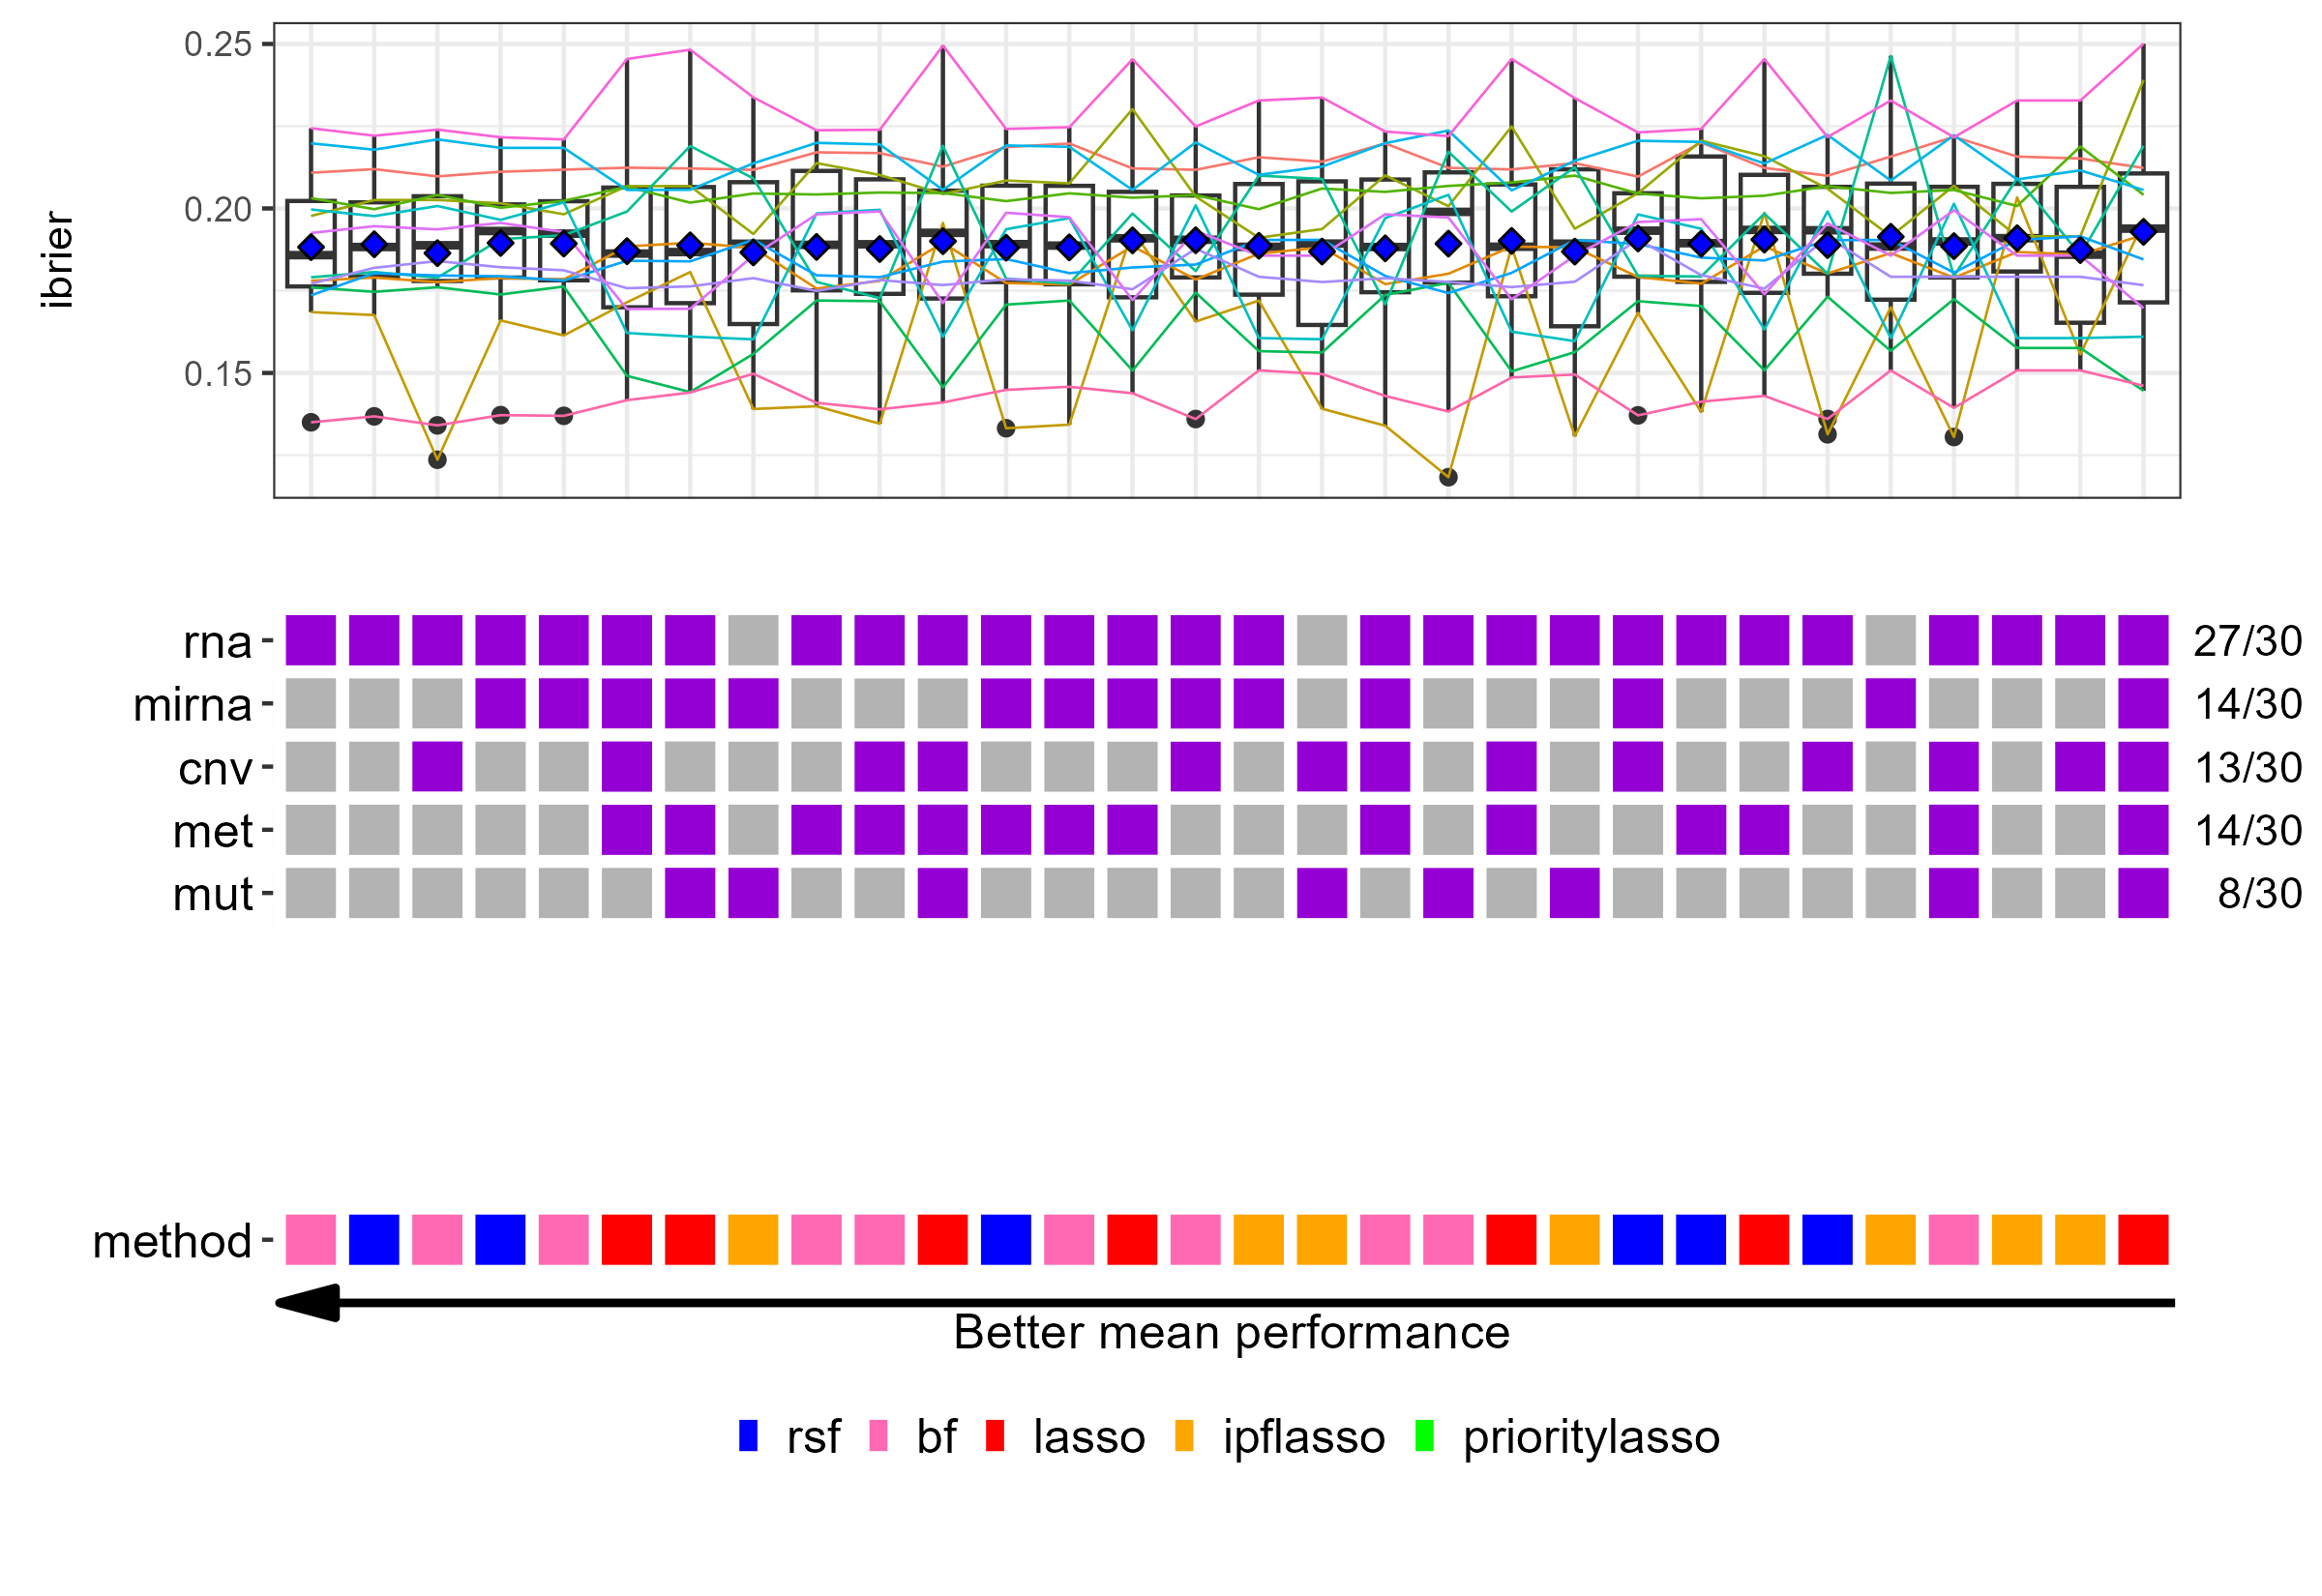 0.25
0.20
0.15
ibrier
rna 27/30
mirna 14/30
cnv 13/30
met 14/30
mut 8/30
method
Better mean performance
rsf bf lasso ipflasso prioritylasso